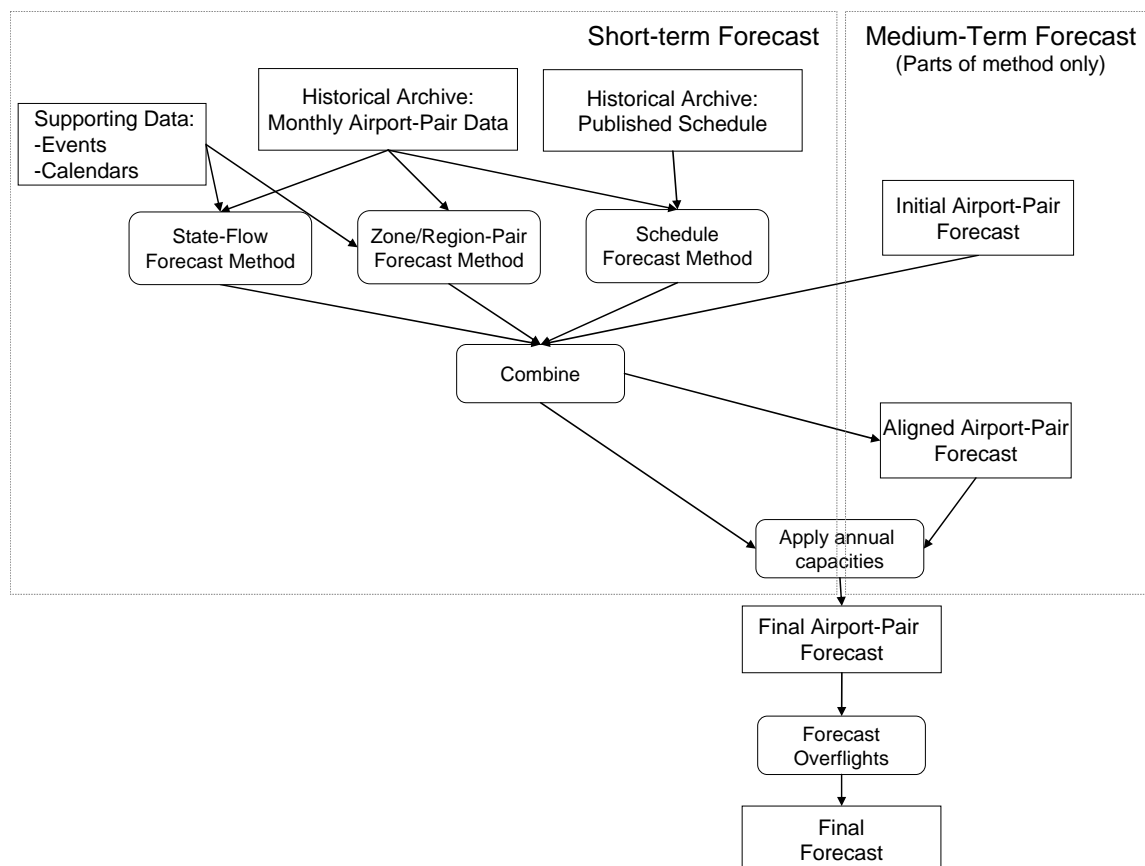 Short-term Forecast
Medium-Term Forecast
(Parts of method only)
Supporting Data:
-Events
-Calendars
Historical Archive:
Monthly Airport-Pair Data
Historical Archive:
Published Schedule
State-Flow
Forecast Method
Zone/Region-Pair
Forecast Method
Schedule
Forecast Method
Initial Airport-Pair
Forecast
Combine
Aligned Airport-Pair
Forecast
Apply annual
capacities
Final Airport-Pair
Forecast
Forecast
Overflights
Final
Forecast